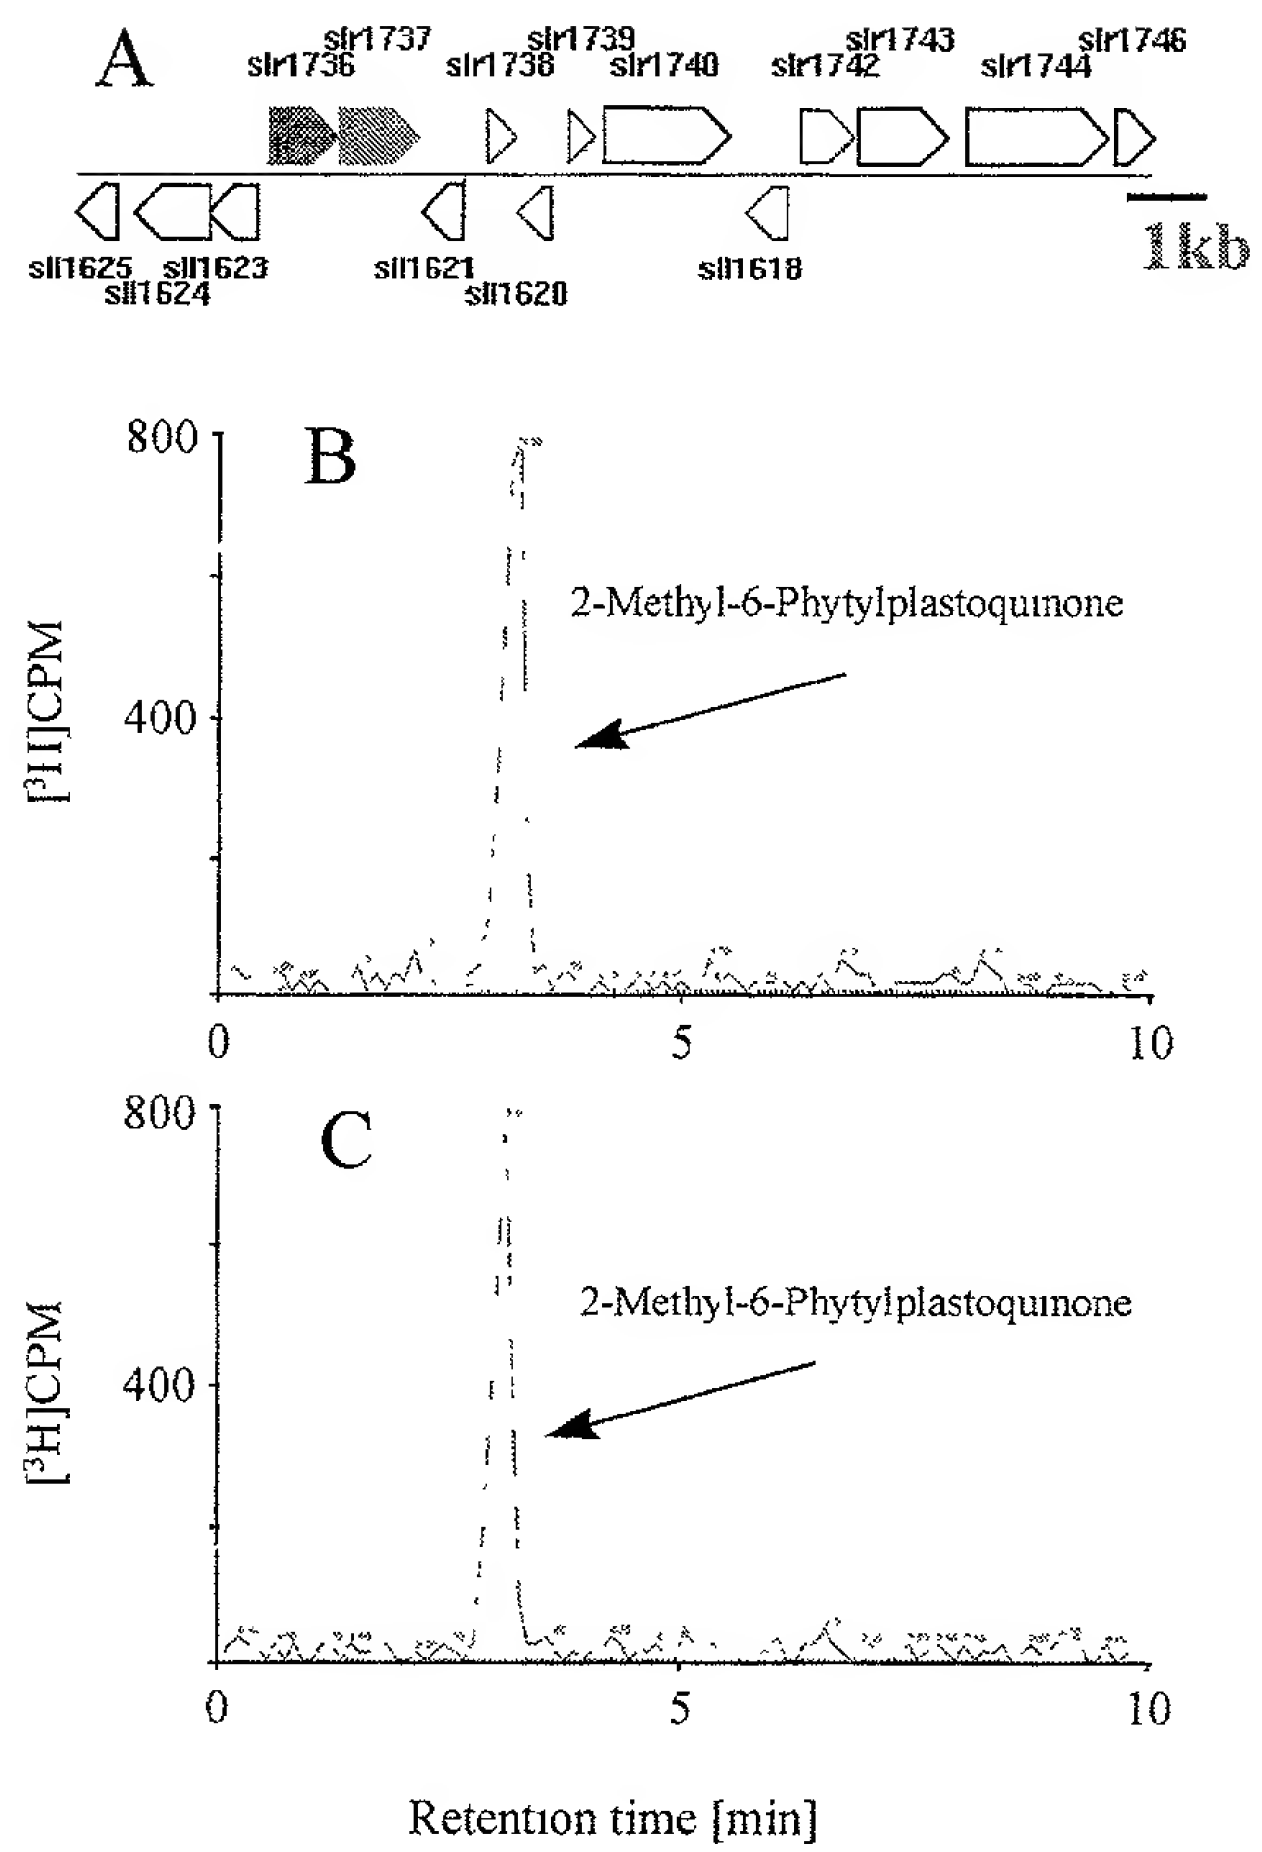 A
slr1737 slr1739 slr1743 slr1746
slr1736 slr1738 slr1740 slr1742 slr1744
1kb
sll1625 sll1623 sll1621 sll1618
sll1624 sll1620
B
800
2-Methyl-6-Phytylplastoquinone
400
[³H]CPM
0 5 10
C
800
2-Methyl-6-Phytylplastoquinone
400
[³H]CPM
0 5 10
Retention time [min]